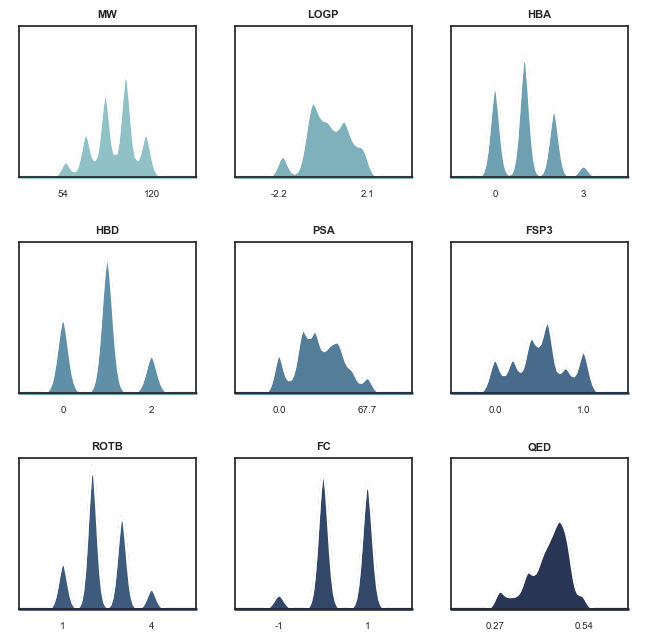 MW LOGP HBA
54 120 -2.2 2.1 0 3
HBD PSA FSP3
0 2 0.0 67.7 0.0 1.0
ROTB FC QED
1 4 -1 1 0.27 0.54